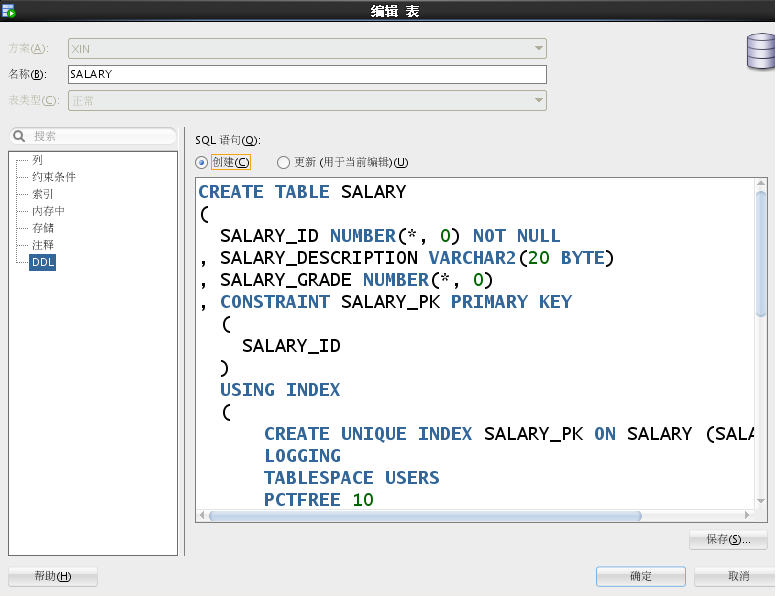 编辑 表
方案(A): XIN
名称(B): SALARY
表类型(C): 正常
搜索
列
约束条件
索引
内存中
存储
注释
DDL
SQL 语句(Q):
创建(C) 更新 (用于当前编辑)(U)
CREATE TABLE SALARY
(
SALARY_ID NUMBER(*, 0) NOT NULL
, SALARY_DESCRIPTION VARCHAR2(20 BYTE)
, SALARY_GRADE NUMBER(*, 0)
, CONSTRAINT SALARY_PK PRIMARY KEY
(
SALARY_ID
)
USING INDEX
(
CREATE UNIQUE INDEX SALARY_PK ON SALARY (SALA
LOGGING
TABLESPACE USERS
PCTFREE 10
保存(S)...
帮助(H) 确定 取消